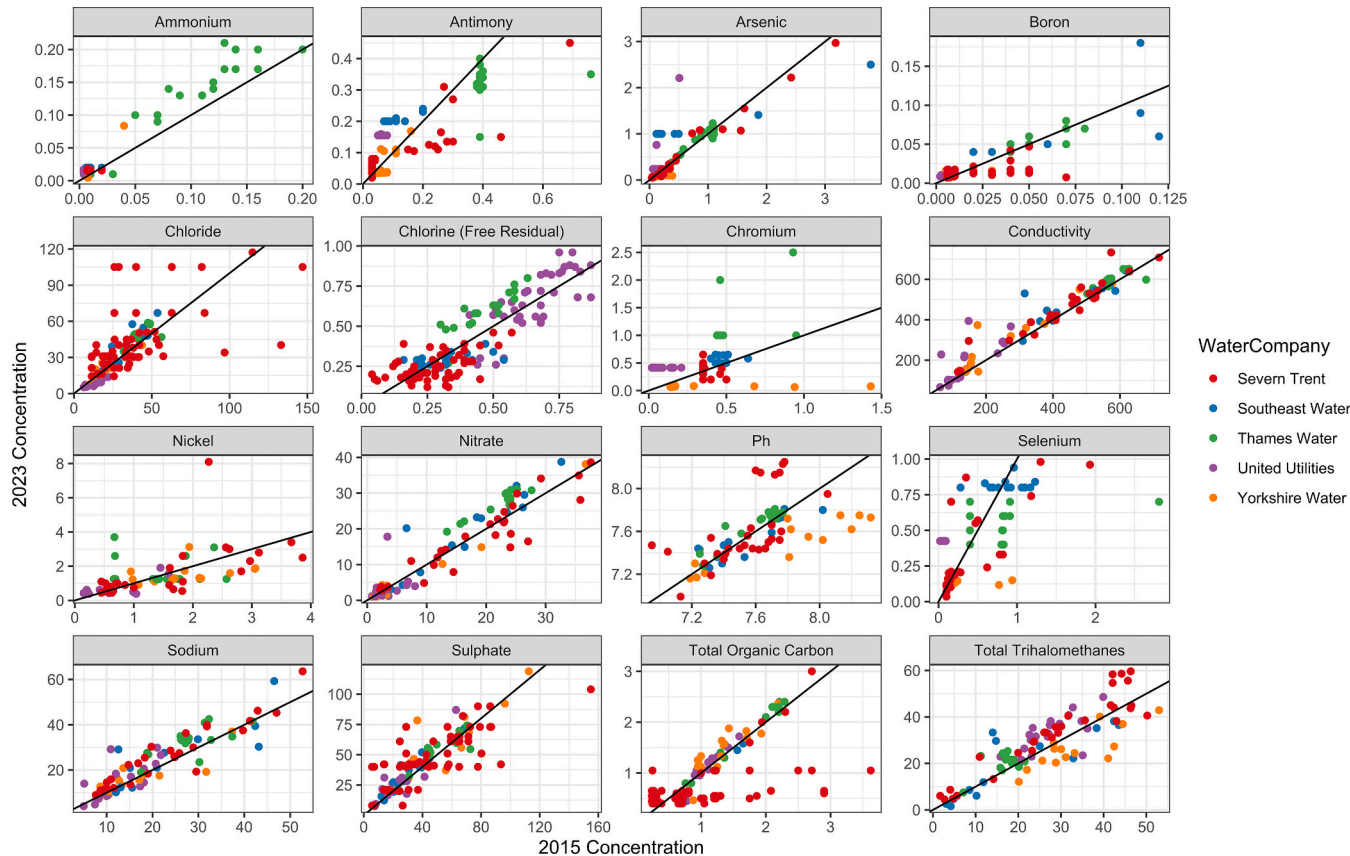 Ammonium Antimony Arsenic Boron
0.20 0.4 3 0.15
0.15 0.3 2 0.10
0.10 0.2 1 0.05
0.05 0.1 0 0.00
0.00 0.0
0.00 0.05 0.10 0.15 0.20 0.0 0.2 0.4 0.6 0 1 2 3 0.000 0.025 0.050 0.075 0.100 0.125
Chloride Chlorine (Free Residual) Chromium Conductivity
120 1.00 2.5 600
90 0.75 2.0 400
60 0.50 1.5 200
30 0.25 1.0
0 0.5
0.0
0 50 100 150 0.00 0.25 0.50 0.75 0.0 0.5 1.0 1.5 200 400 600
Nickel Nitrate Ph Selenium
8 40 8.0 1.00
6 30 7.6 0.75
4 20 7.2 0.50
2 10 0.25
0 0 0.00
0 1 2 3 4 0 10 20 30 7.2 7.6 8.0 0 1 2
Sodium Sulphate Total Organic Carbon Total Trihalomethanes
60 100 3 60
40 75 2 40
20 50 1 20
25 0
10 20 30 40 50 0 40 80 120 160 1 2 3 0 10 20 30 40 50
2015 Concentration
2023 Concentration
WaterCompany
Severn Trent
Southeast Water
Thames Water
United Utilities
Yorkshire Water